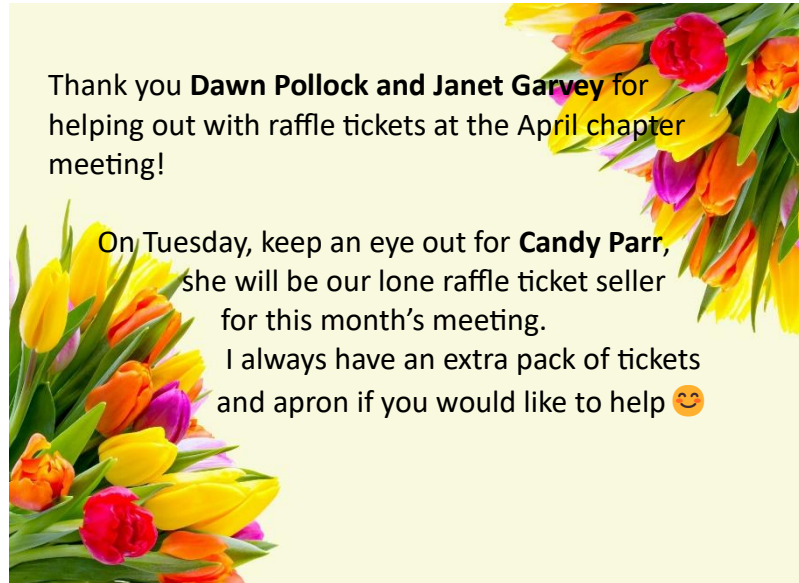 Thank you Dawn Pollock and Janet Garvey for
helping out with raffle tickets at the April chapter
meeting!
On Tuesday, keep an eye out for Candy Parr,
she will be our lone raffle ticket seller
for this month’s meeting.
I always have an extra pack of tickets
and apron if you would like to help 😊